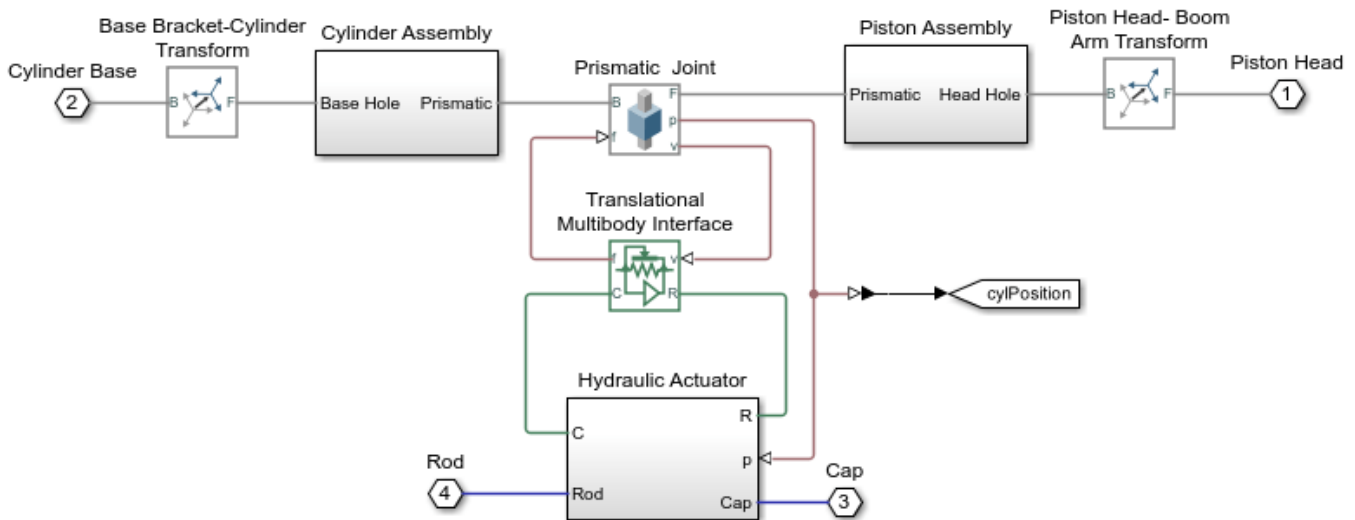 Base Bracket-Cylinder
Transform
Cylinder Assembly
Piston Assembly
Piston Head- Boom
Arm Transform
Cylinder Base
Prismatic  Joint
Piston Head
2
B
F
Base Hole
Prismatic
B
F
p
f
v
Prismatic
Head Hole
B
F
1
Translational
Multibody Interface
f
v
C
R
cylPosition
Hydraulic Actuator
R
C
p
Rod
Cap
4
Rod
Cap
3